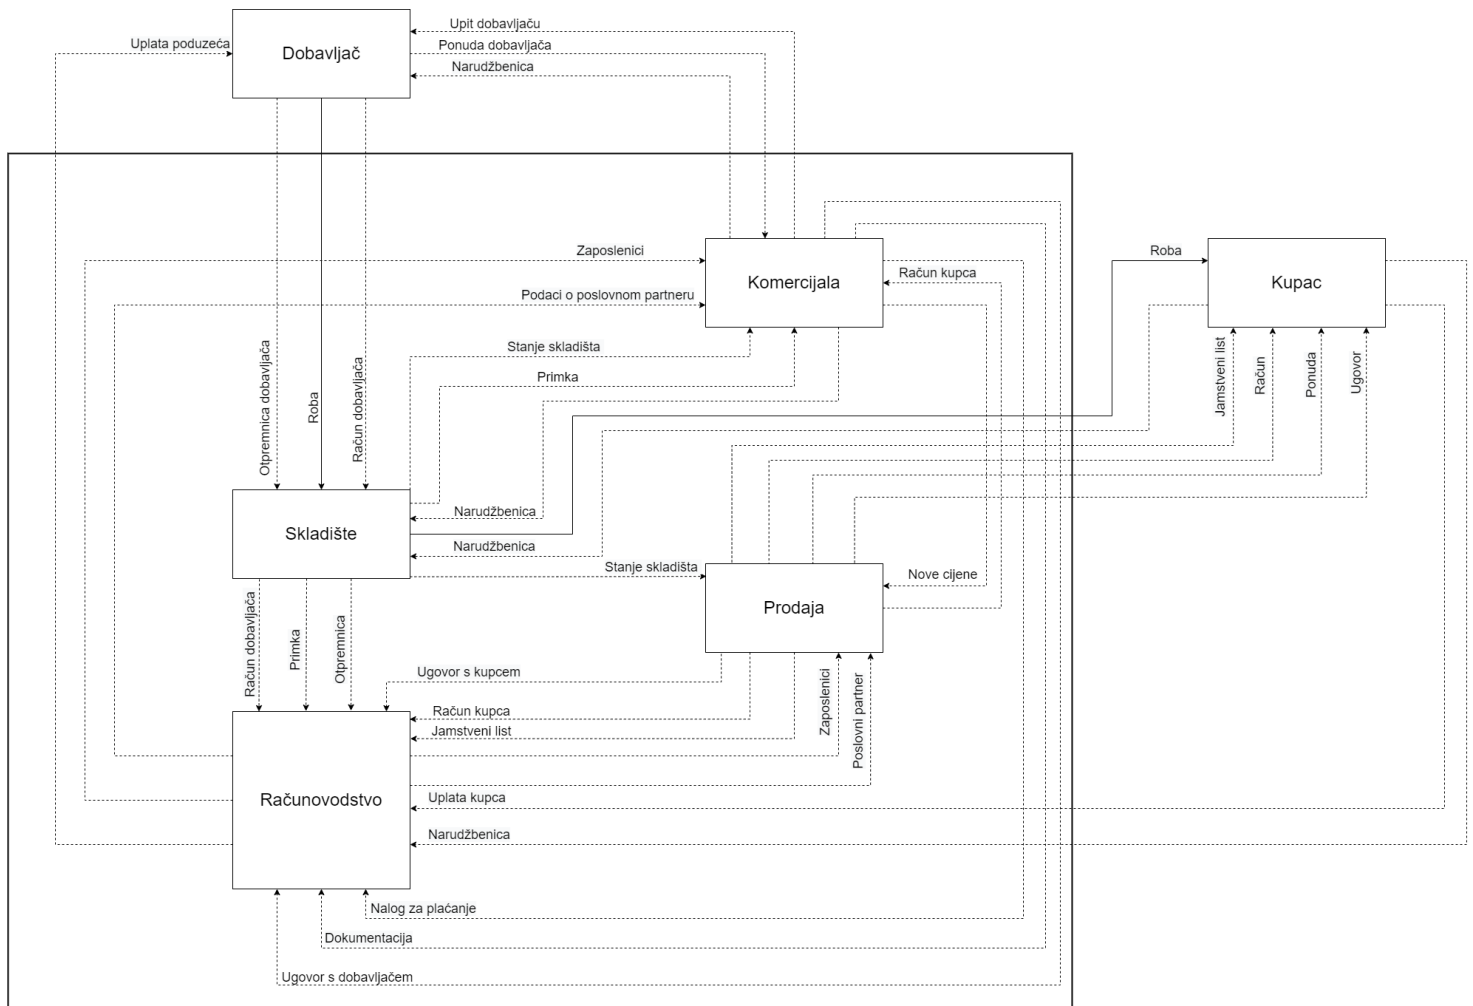 Upit dobavljaču
Uplata poduzeća
Dobavljač
Ponuda dobavljača
Narudžbenica
Zaposlenici
Roba
Račun kupca
Komercijala
Kupac
Podaci o poslovnom partneru
Stanje skladišta
Primka
Otpremnica dobavljača
Roba
Račun dobavljača
Jamstveni list
Račun
Ponuda
Ugovor
Narudžbenica
Skladište
Narudžbenica
Stanje skladišta
Nove cijene
Prodaja
Račun dobavljača
Primka
Otpremnica
Ugovor s kupcem
Račun kupca
Jamstveni list
Zaposlenici
Poslovni partner
Računovodstvo
Uplata kupca
Narudžbenica
Nalog za plaćanje
Dokumentacija
Ugovor s dobavljačem